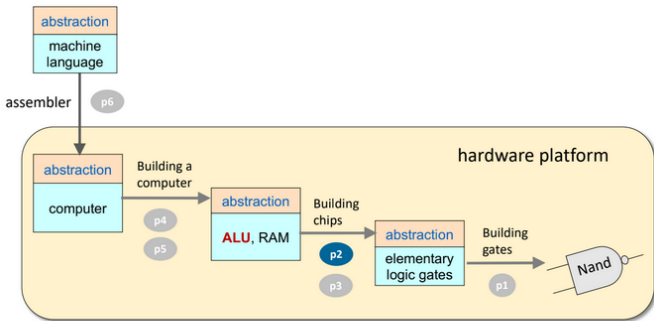 abstraction
machine
language
assembler
p6
hardware platform
abstraction
computer
Building a
computer
p4
p5
abstraction
ALU, RAM
Building
chips
p2
p3
abstraction
elementary
logic gates
Building
gates
p1
Nand